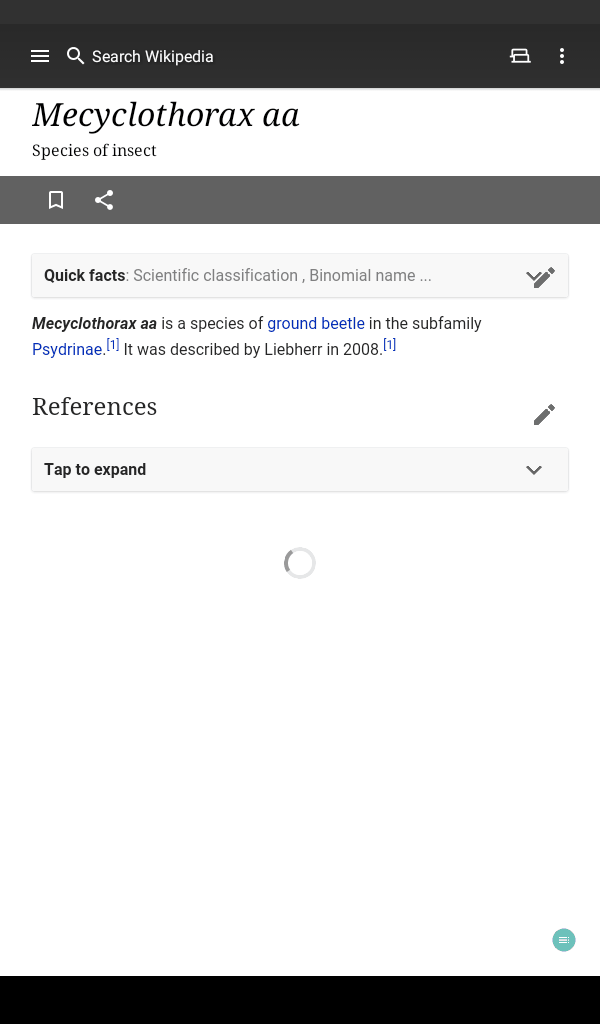 Search Wikipedia
Mecyclothorax aa
Species of insect
Quick facts: Scientific classification , Binomial name ...
Mecyclothorax aa is a species of ground beetle in the subfamily
Psydrinae.[1] It was described by Liebherr in 2008.[1]
References
Tap to expand